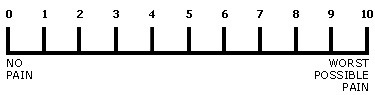 0 1 2 3 4 5 6 7 8 9 10
NO
PAIN
WORST
POSSIBLE
PAIN